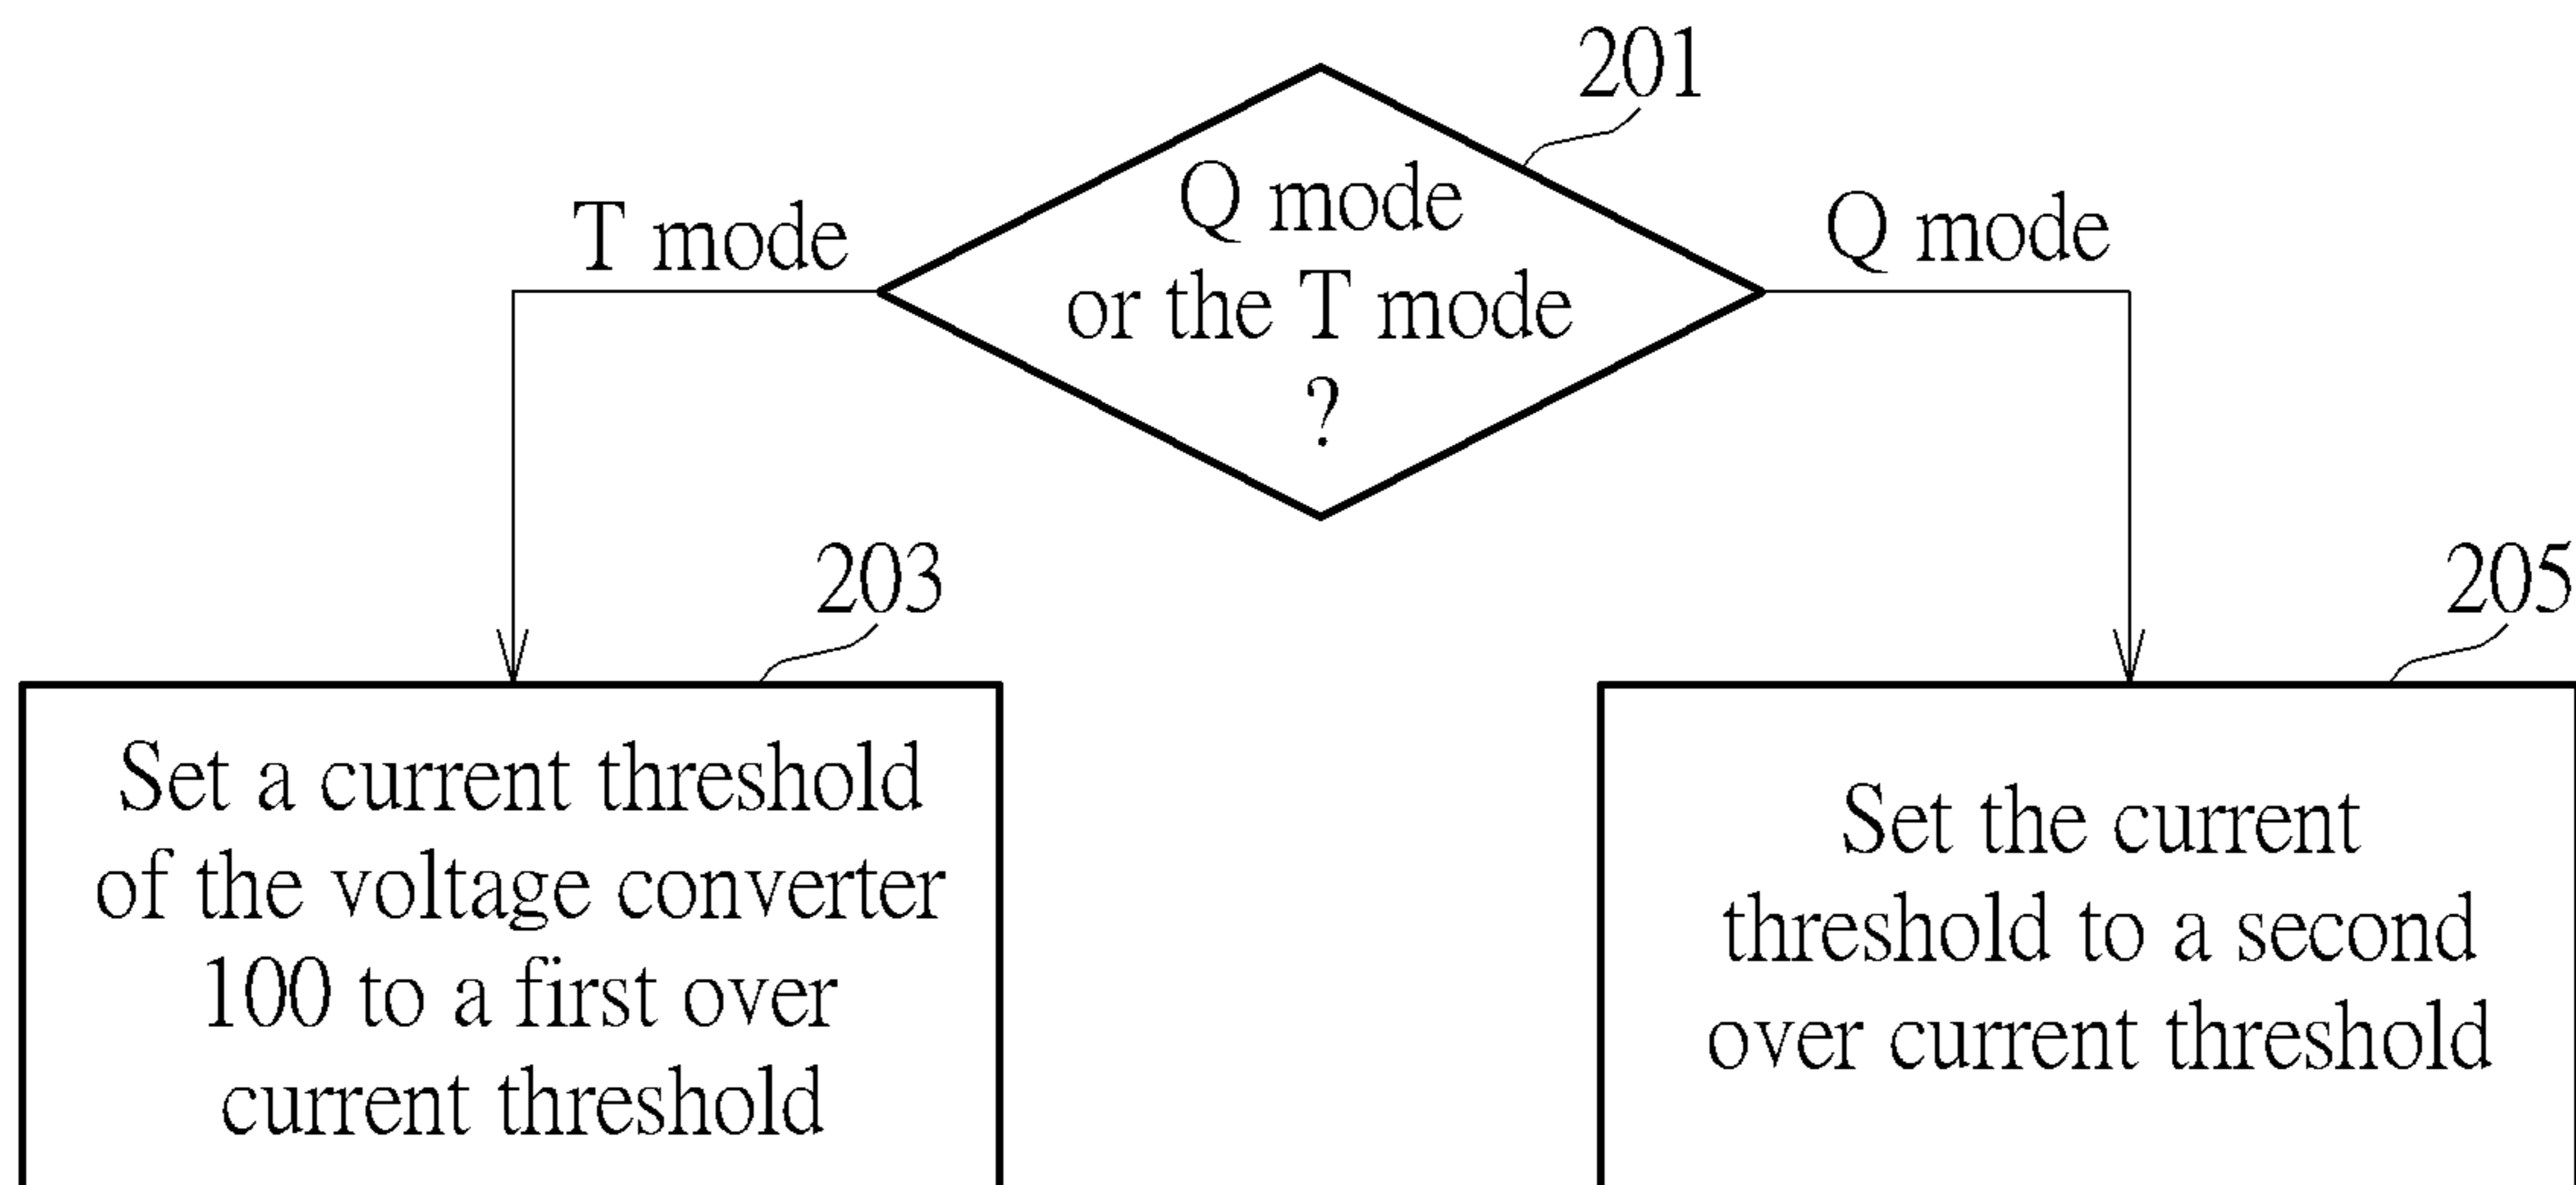 201
Q mode
or the T mode
?
T mode
Q mode
203
Set a current threshold
of the voltage converter
100 to a first over
current threshold
205
Set the current
threshold to a second
over current threshold